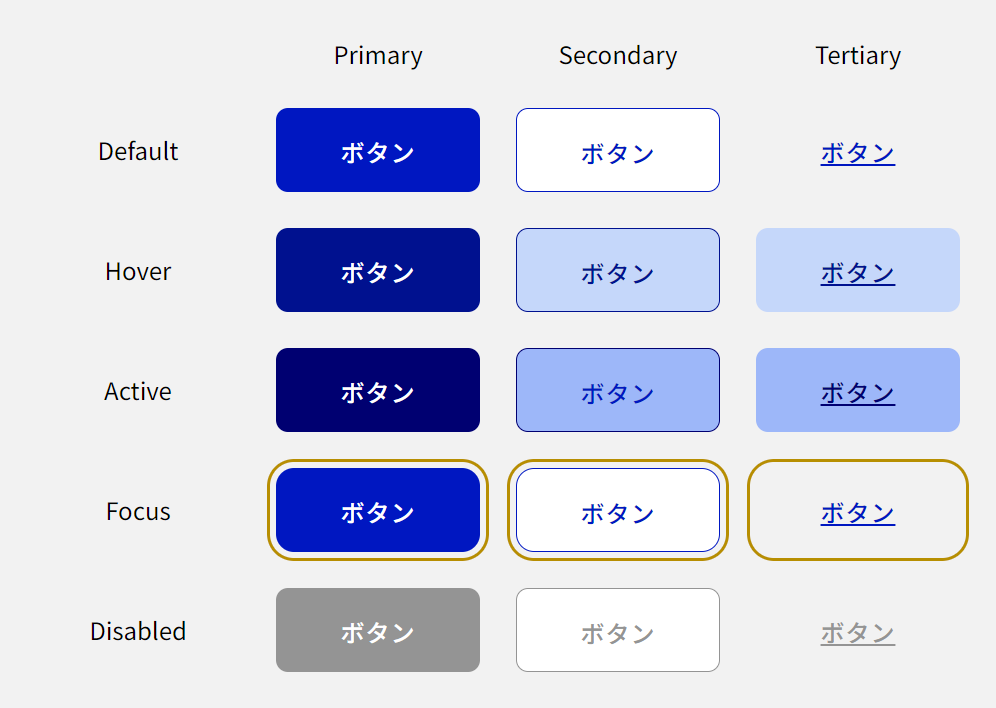 Primary Secondary Tertiary
Default ボタン ボタン ボタン
Hover ボタン ボタン ボタン
Active ボタン ボタン ボタン
Focus ボタン ボタン ボタン
Disabled ボタン ボタン ボタン